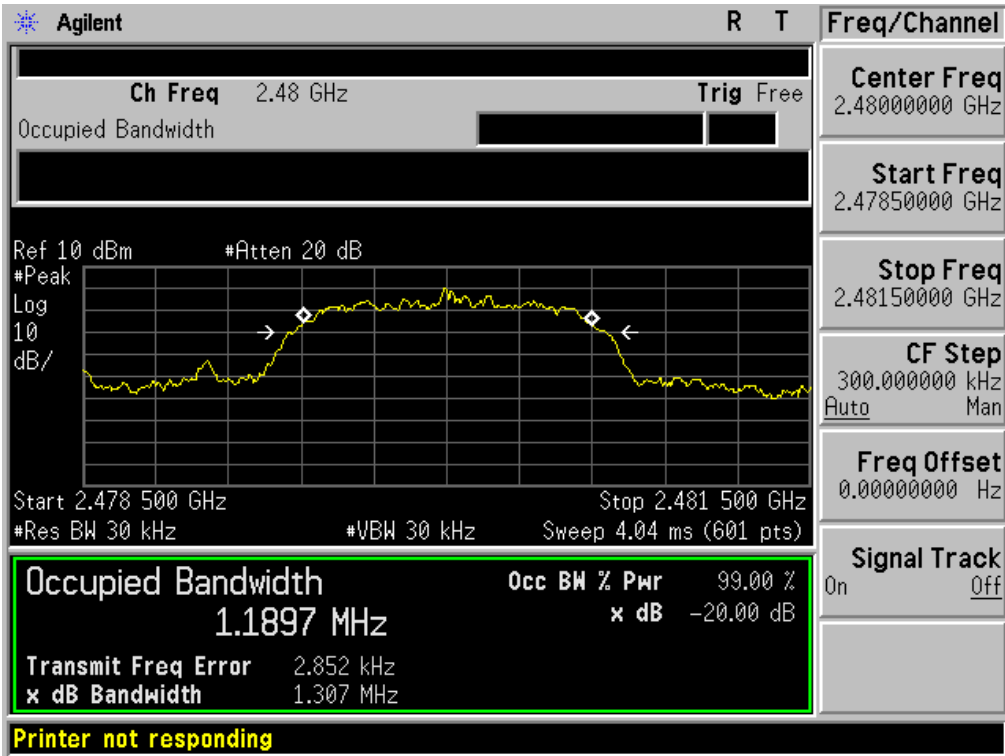 Agilent R T Freq/Channel
Ch Freq 2.48 GHz Trig Free
Occupied Bandwidth
Center Freq
2.48000000 GHz
Start Freq
2.47850000 GHz
Stop Freq
2.48150000 GHz
CF Step
300.000000 kHz
Auto Man
Freq Offset
0.00000000 Hz
Signal Track
On Off
Ref 10 dBm #Atten 20 dB
#Peak
Log
10
dB/
Start 2.478 500 GHz Stop 2.481 500 GHz
#Res BW 30 kHz #VBW 30 kHz Sweep 4.04 ms (601 pts)
Occupied Bandwidth Occ BW % Pwr 99.00 %
1.1897 MHz x dB -20.00 dB
Transmit Freq Error 2.852 kHz
x dB Bandwidth 1.307 MHz
Printer not responding